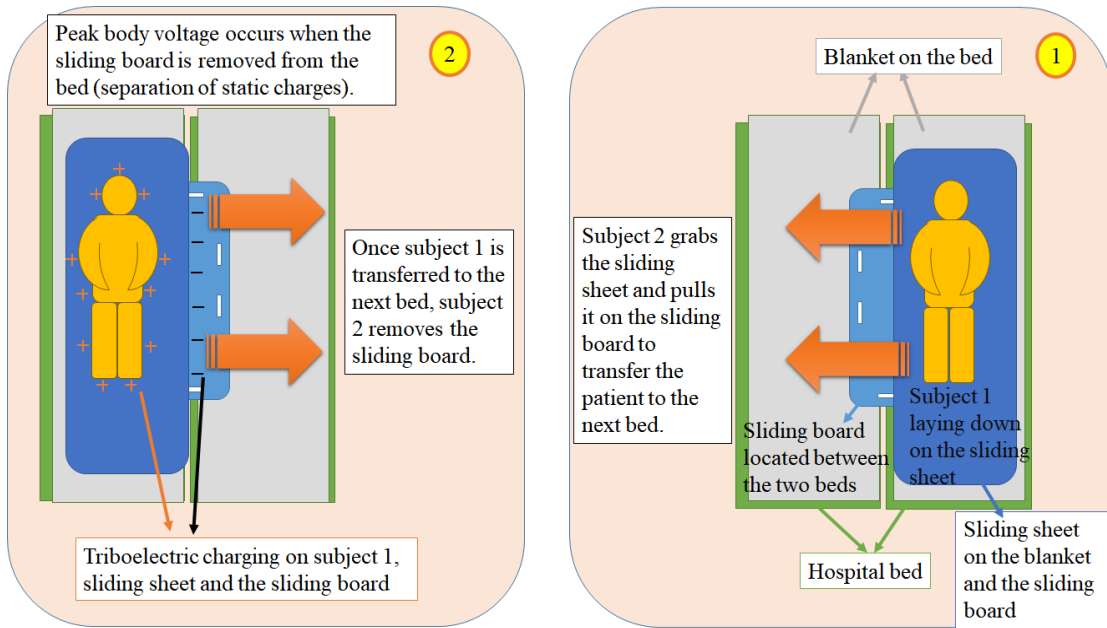 Peak body voltage occurs when the
sliding board is removed from the
bed (separation of static charges).
2
Once subject 1 is
transferred to the
next bed, subject
2 removes the
sliding board.
Triboelectric charging on subject 1,
sliding sheet and the sliding board
1
Blanket on the bed
Subject 2 grabs
the sliding
sheet and pulls
it on the sliding
board to
transfer the
patient to the
next bed.
Sliding board
located between
the two beds
Subject 1
laying down
on the sliding
sheet
Hospital bed
Sliding sheet
on the blanket
and the sliding
board